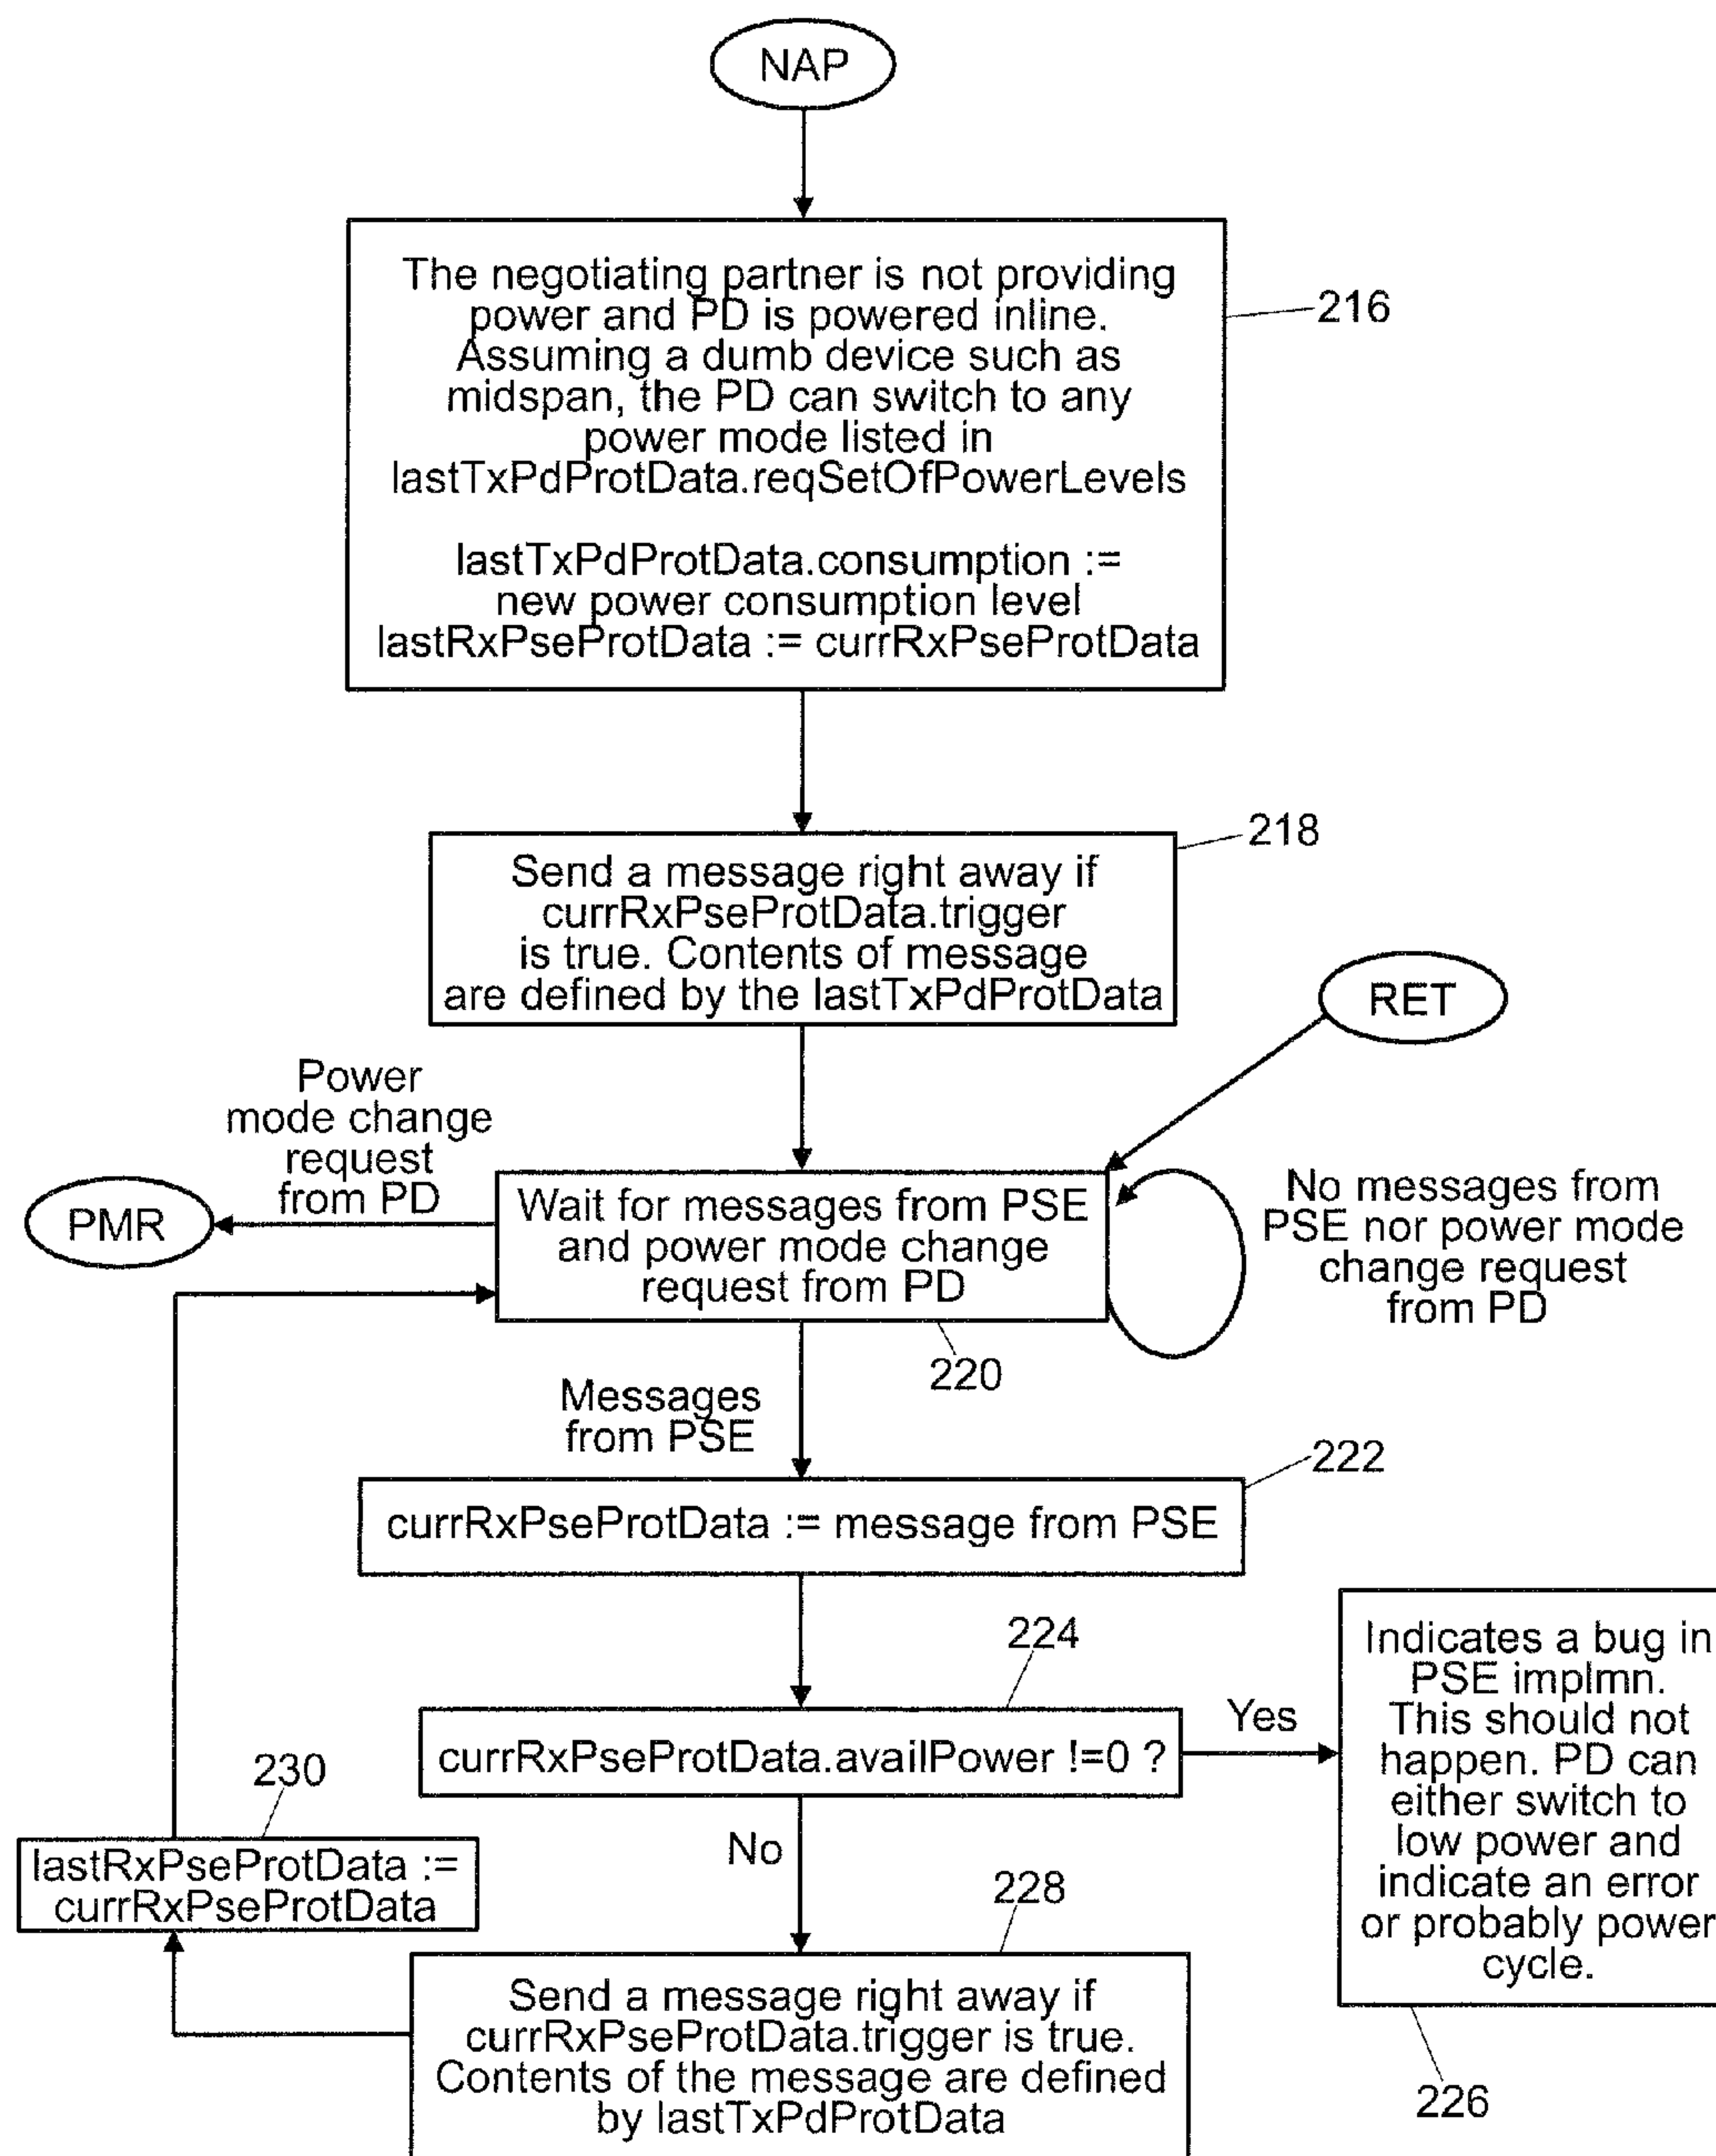 NAP
The negotiating partner is not providing
power and PD is powered inline.
Assuming a dumb device such as
midspan, the PD can switch to any
power mode listed in
lastTxPdProtData.reqSetOfPowerLevels
lastTxPdProtData.consumption :=
new power consumption level
lastRxPseProtData := currRxPseProtData
216
218
Send a message right away if
currRxPseProtData.trigger
is true. Contents of message
are defined by the lastTxPdProtData
RET
Power
mode change
request
from PD
PMR
Wait for messages from PSE
and power mode change
request from PD
No messages from
PSE nor power mode
change request
from PD
220
Messages
from PSE
222
currRxPseProtData := message from PSE
224
currRxPseProtData.availPower !=0 ?
Yes
Indicates a bug in
PSE implmn.
This should not
happen. PD can
either switch to
low power and
indicate an error
or probably power
cycle.
226
No
230
lastRxPseProtData :=
currRxPseProtData
228
Send a message right away if
currRxPseProtData.trigger is true.
Contents of the message are defined
by lastTxPdProtData